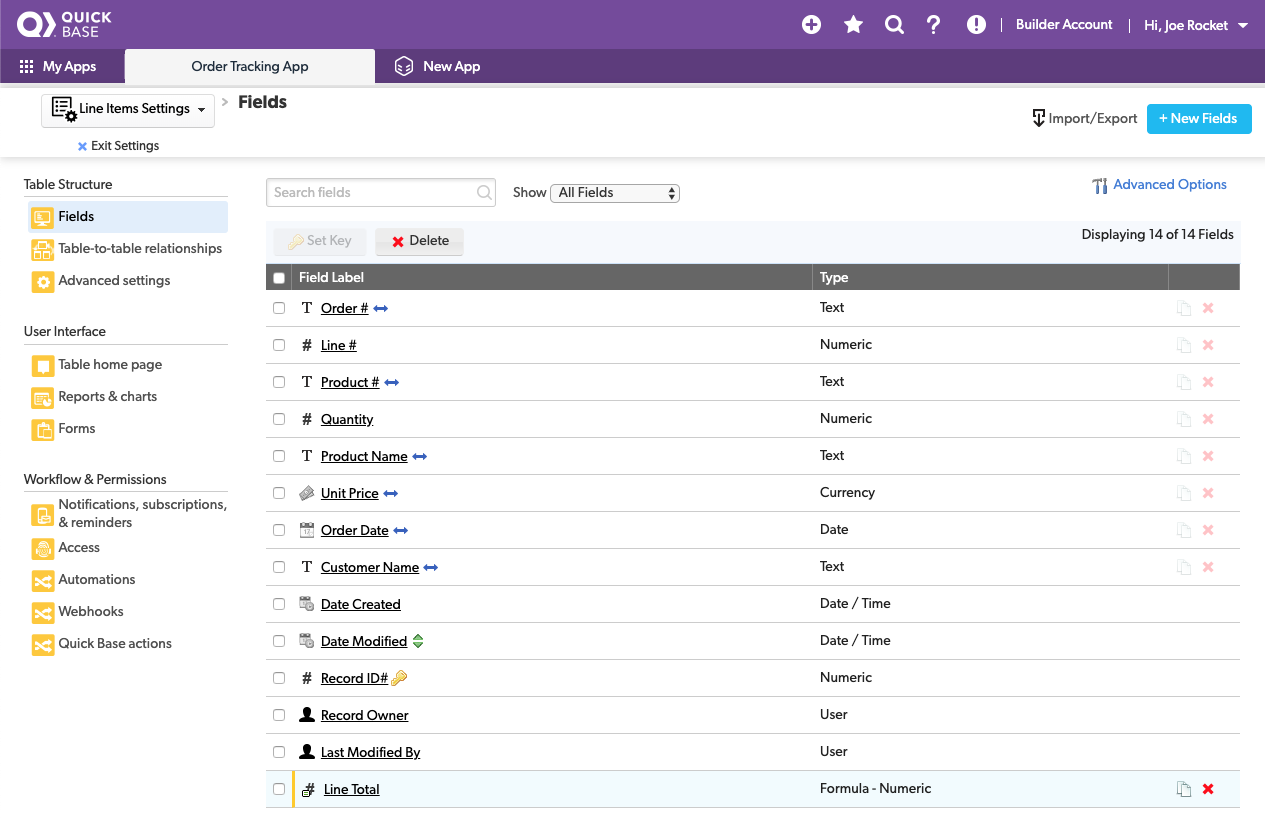 QUICK BASE
Builder Account
Hi, Joe Rocket
My Apps
Order Tracking App
New App
Line Items Settings
Fields
Exit Settings
Import/Export
+ New Fields
Table Structure
Fields
Table-to-table relationships
Advanced settings
User Interface
Table home page
Reports & charts
Forms
Workflow & Permissions
Notifications, subscriptions,
& reminders
Access
Automations
Webhooks
Quick Base actions
Search fields
Show All Fields
Advanced Options
Set Key
Delete
Displaying 14 of 14 Fields
Field Label Type
Order # Text
Line # Numeric
Product # Text
Quantity Numeric
Product Name Text
Unit Price Currency
Order Date Date
Customer Name Text
Date Created Date / Time
Date Modified Date / Time
Record ID# Numeric
Record Owner User
Last Modified By User
Line Total Formula - Numeric